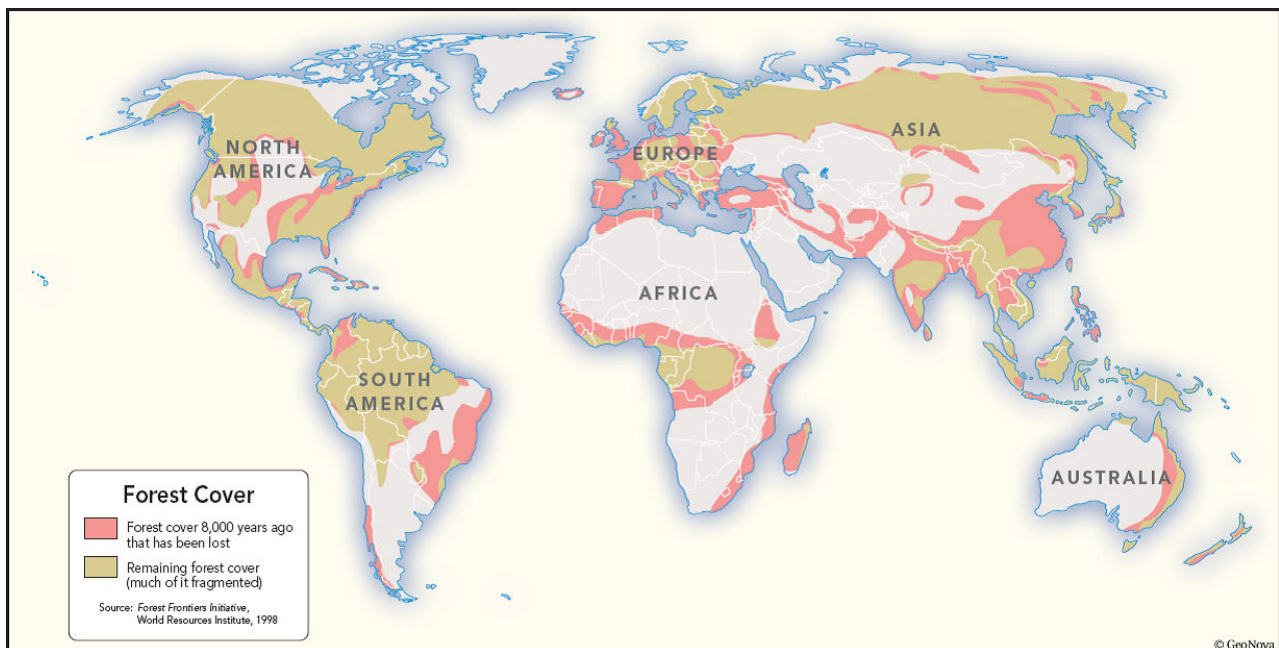 NORTH
AMERICA
EUROPE
ASIA
AFRICA
SOUTH
AMERICA
AUSTRALIA
Forest Cover
Forest cover 8,000 years ago
that has been lost
Remaining forest cover
(much of it fragmented)
Source: Forest Frontiers Initiative,
World Resources Institute, 1998
© GeoNova